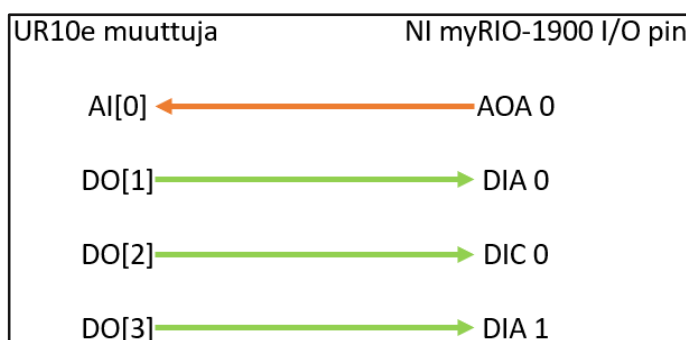 UR10e muuttuja NI myRIO-1900 I/O pin
AI[0] AOA 0
DO[1] DIA 0
DO[2] DIC 0
DO[3] DIA 1